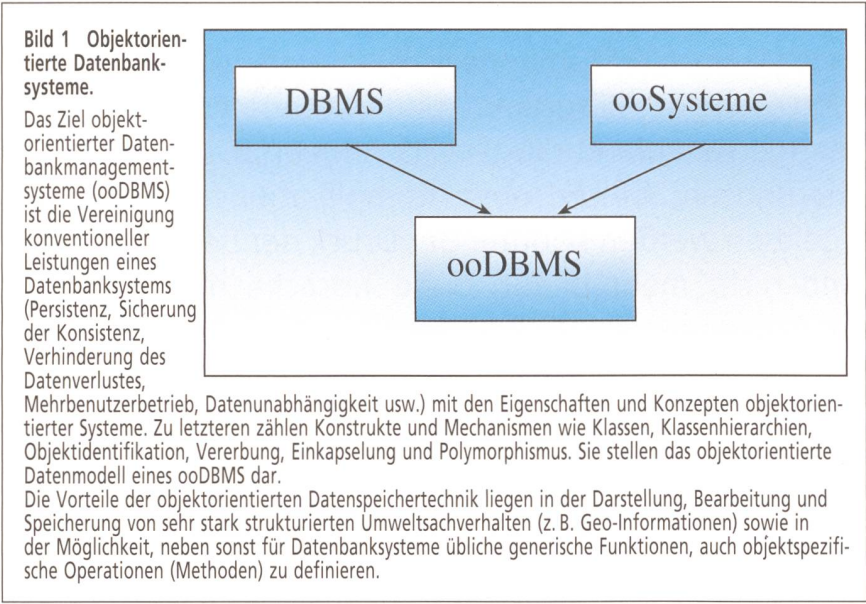 Bild 1 Objektorien-
tierte Datenbank-
systeme.
Das Ziel objekt-
orientierter Daten-
bankmanagement-
systeme (ooDBMS)
ist die Vereinigung
konventioneller
Leistungen eines
Datenbanksystems
(Persistenz, Sicherung
der Konsistenz,
Verhinderung des
Datenverlustes,
Mehrbenutzerbetrieb, Datenunabhängigkeit usw.) mit den Eigenschaften und Konzepten objektorien-
tierter Systeme. Zu letzteren zählen Konstrukte und Mechanismen wie Klassen, Klassenhierarchien,
Objektidentifikation, Vererbung, Einkapselung und Polymorphismus. Sie stellen das objektorientierte
Datenmodell eines ooDBMS dar.
Die Vorteile der objektorientierten Datenspeichertechnik liegen in der Darstellung, Bearbeitung und
Speicherung von sehr stark strukturierten Umweltsachverhalten (z. B. Geo-Informationen) sowie in
der Möglichkeit, neben sonst für Datenbanksysteme übliche generische Funktionen, auch objektspezifi-
sche Operationen (Methoden) zu definieren.
DBMS
ooSysteme
ooDBMS